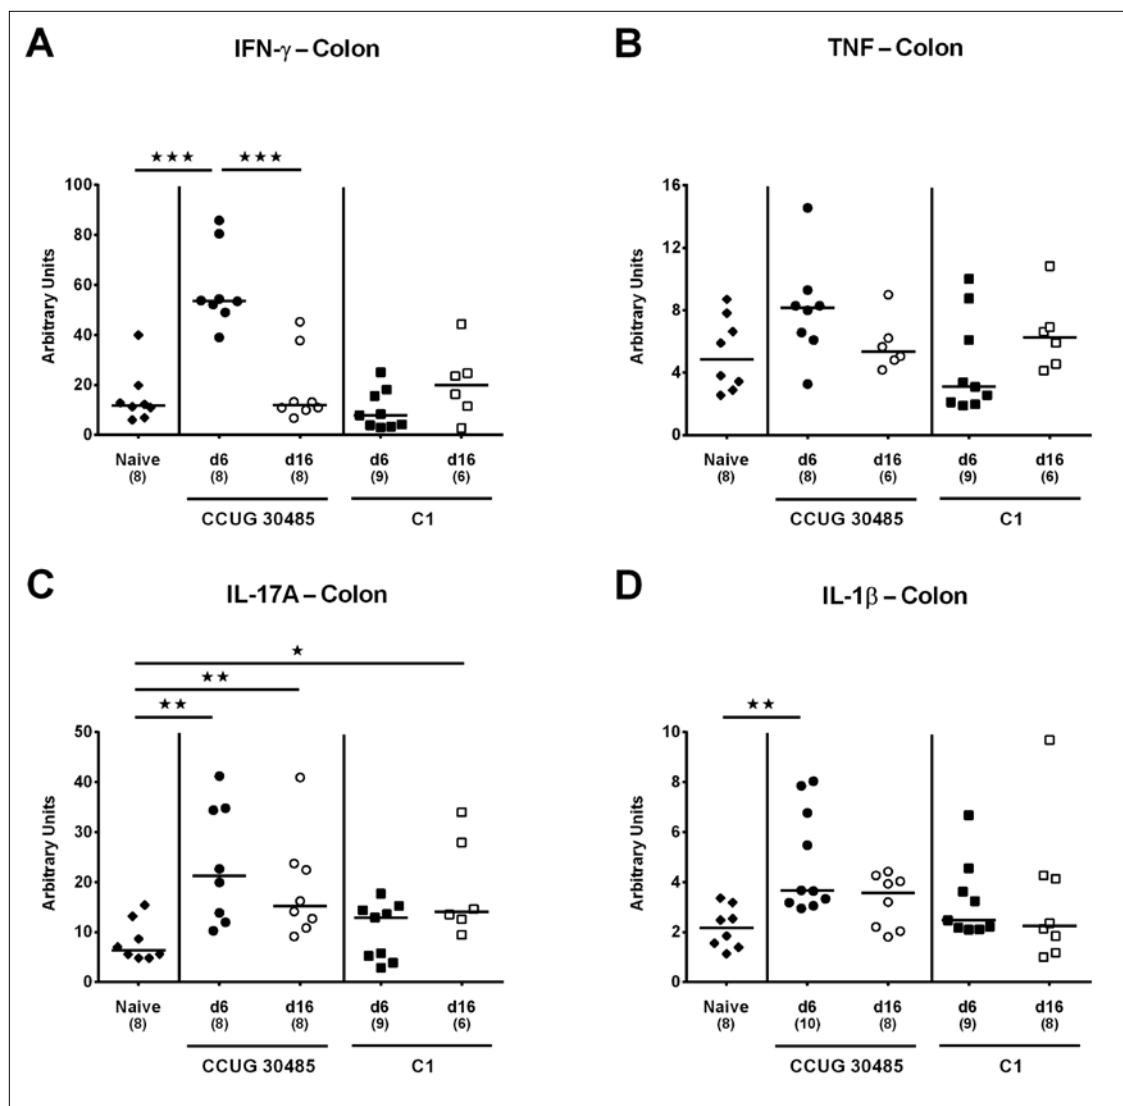 A
IFN-γ – Colon
★★★ ★★★
Arbitrary Units
100
80
60
40
20
0
Naive d6 d16 d6 d16
(8) (8) (8) (9) (6)
CCUG 30485 C1
B
TNF – Colon
Arbitrary Units
16
12
8
4
0
Naive d6 d16 d6 d16
(8) (8) (6) (9) (6)
CCUG 30485 C1
C
IL-17A – Colon
★
★★
★★
Arbitrary Units
50
40
30
20
10
0
Naive d6 d16 d6 d16
(8) (8) (8) (9) (6)
CCUG 30485 C1
D
IL-1β – Colon
★★
Arbitrary Units
10
8
6
4
2
0
Naive d6 d16 d6 d16
(8) (10) (8) (9) (8)
CCUG 30485 C1